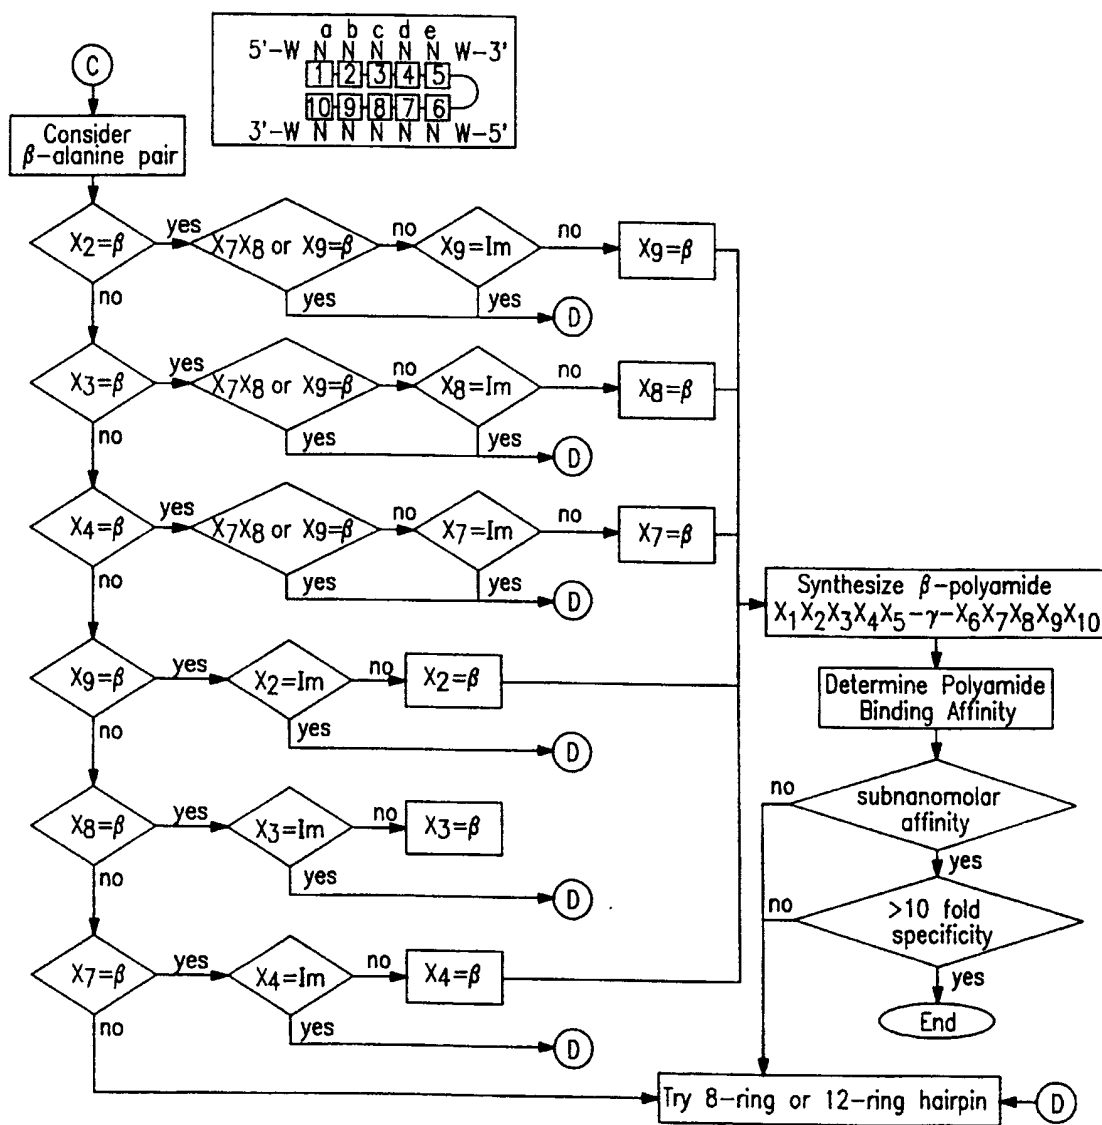 a b c d e
5'-W N N N N N W-3'
1 2 3 4 5
10 9 8 7 6
3'-W N N N N N W-5'
C
Consider
β-alanine pair
X2=β
yes
X7X8 or X9=β
no
X9=Im
no
X9=β
no
yes
yes
D
X3=β
yes
X7X8 or X9=β
no
X8=Im
no
X8=β
no
yes
yes
D
X4=β
yes
X7X8 or X9=β
no
X7=Im
no
X7=β
no
yes
yes
D
X9=β
yes
X2=Im
no
X2=β
no
yes
D
X8=β
yes
X3=Im
no
X3=β
no
yes
D
X7=β
yes
X4=Im
no
X4=β
no
yes
D
Synthesize β-polyamide
X1X2X3X4X5-γ-X6X7X8X9X10
Determine Polyamide
Binding Affinity
no
subnanomolar
affinity
yes
no
>10 fold
specificity
yes
End
Try 8-ring or 12-ring hairpin
D